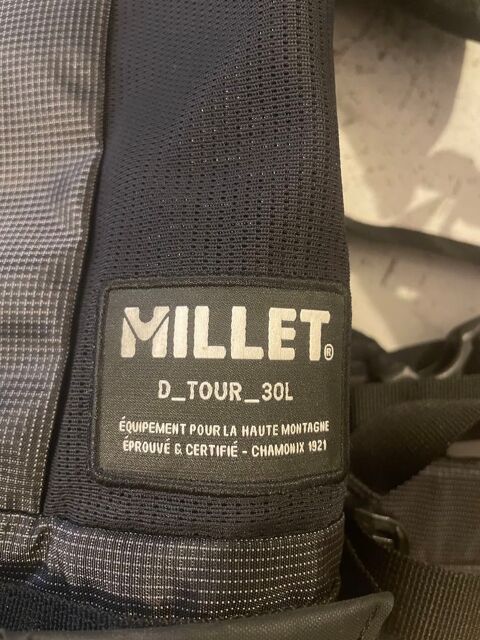 MILLET®
D_TOUR_30L
ÉQUIPEMENT POUR LA HAUTE MONTAGNE
ÉPROUVÉ & CERTIFIÉ - CHAMONIX 1921